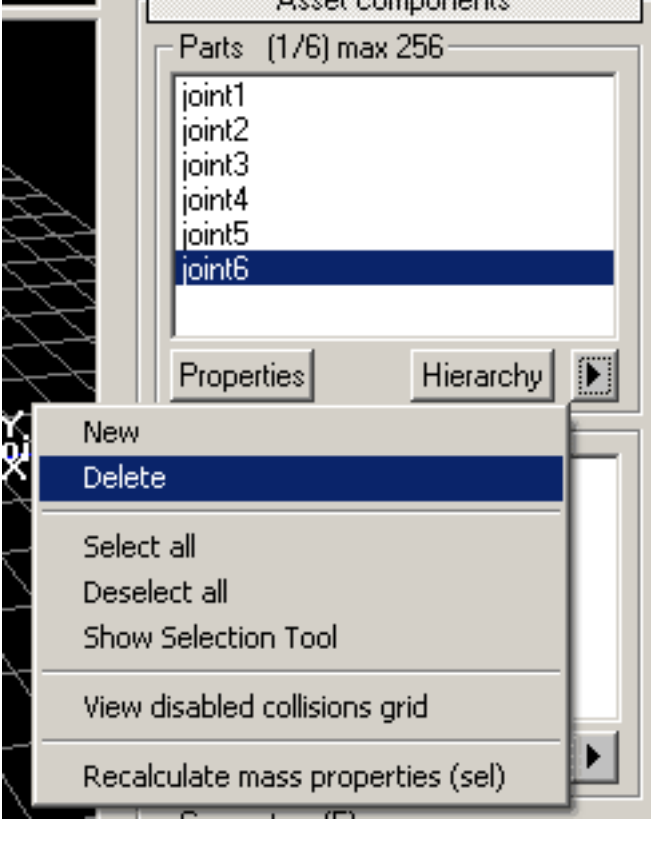 Asset components
Parts (1/6) max 256
joint1
joint2
joint3
joint4
joint5
joint6
Properties
Hierarchy
Y
X
New
Delete
Select all
Deselect all
Show Selection Tool
View disabled collisions grid
Recalculate mass properties (sel)